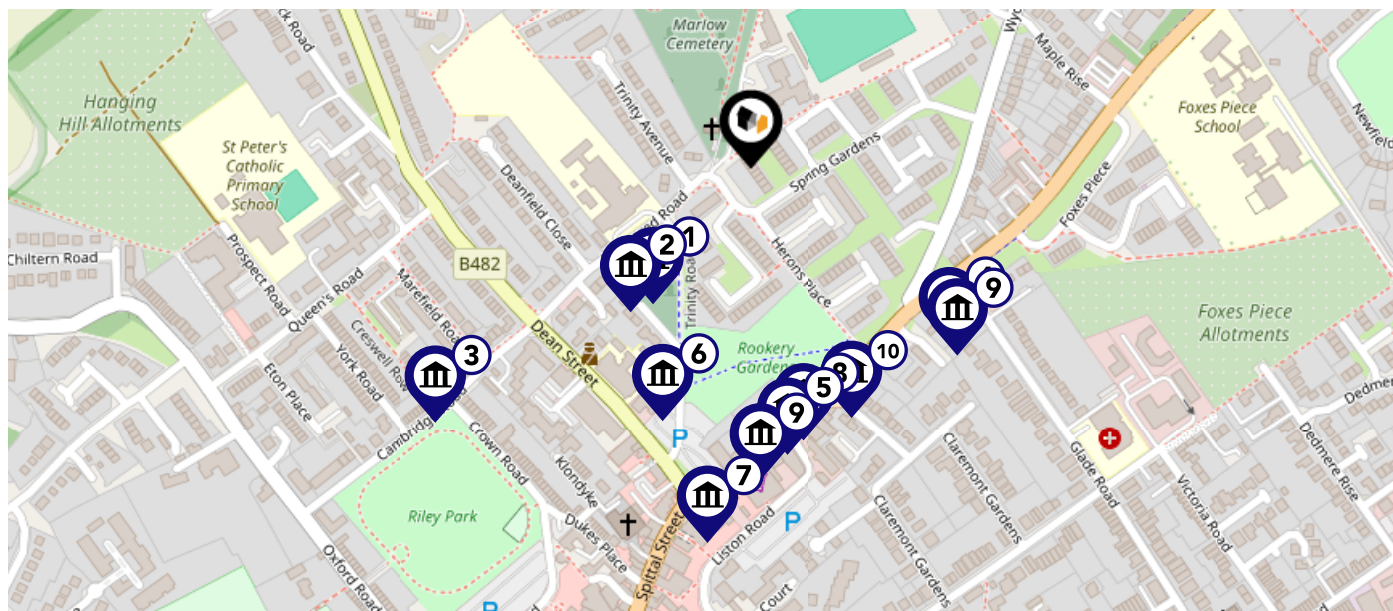 Marlow
Cemetery
Maple Rise
Hanging
Hill Allotments
Trinity Avenue
Foxes Piece
School
St Peter's
Catholic
Primary
School
Spring Gardens
Deanfield Close
Foxes Piece
Road
Chiltern Road
Prospect Road
B482
2
1
Herons Place
Queen's Road
Marefield Road
Trinity Road
9
Foxes Piece
Allotments
Dean Street
Creswell Row
York Road
3
6
Rookery
Gardens
10
8
5
9
Eton Place
Cambridge Road
Crown Road
P
7
Klondyke
Claremont Gardens
Glade Road
Dedmere Rise
Victoria Road
Riley Park
Dukes Place
Spittal Street
Liston Road
P
Claremont Gardens
Oxford Road
Court
P